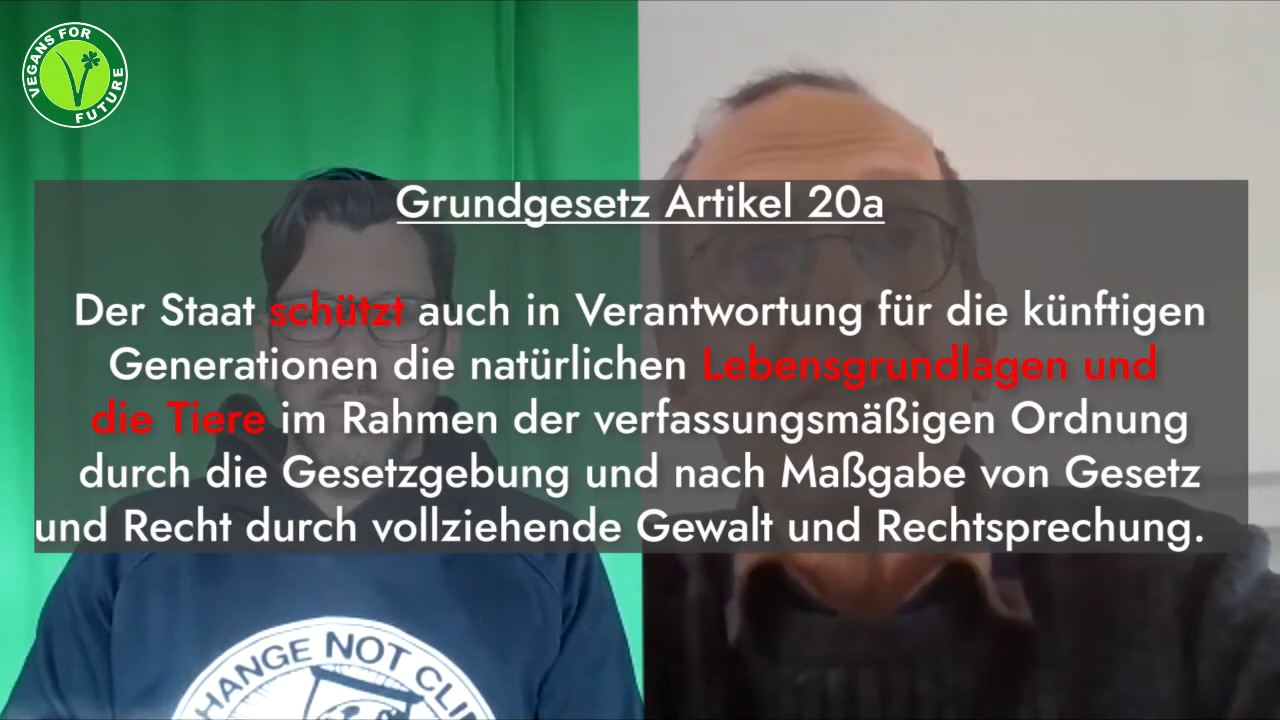 VEGANS FOR
FUTURE
Grundgesetz Artikel 20a
Der Staat schützt auch in Verantwortung für die künftigen
Generationen die natürlichen Lebensgrundlagen und
die Tiere im Rahmen der verfassungsmäßigen Ordnung
durch die Gesetzgebung und nach Maßgabe von Gesetz
und Recht durch vollziehende Gewalt und Rechtsprechung.
HANGE NOT CLI